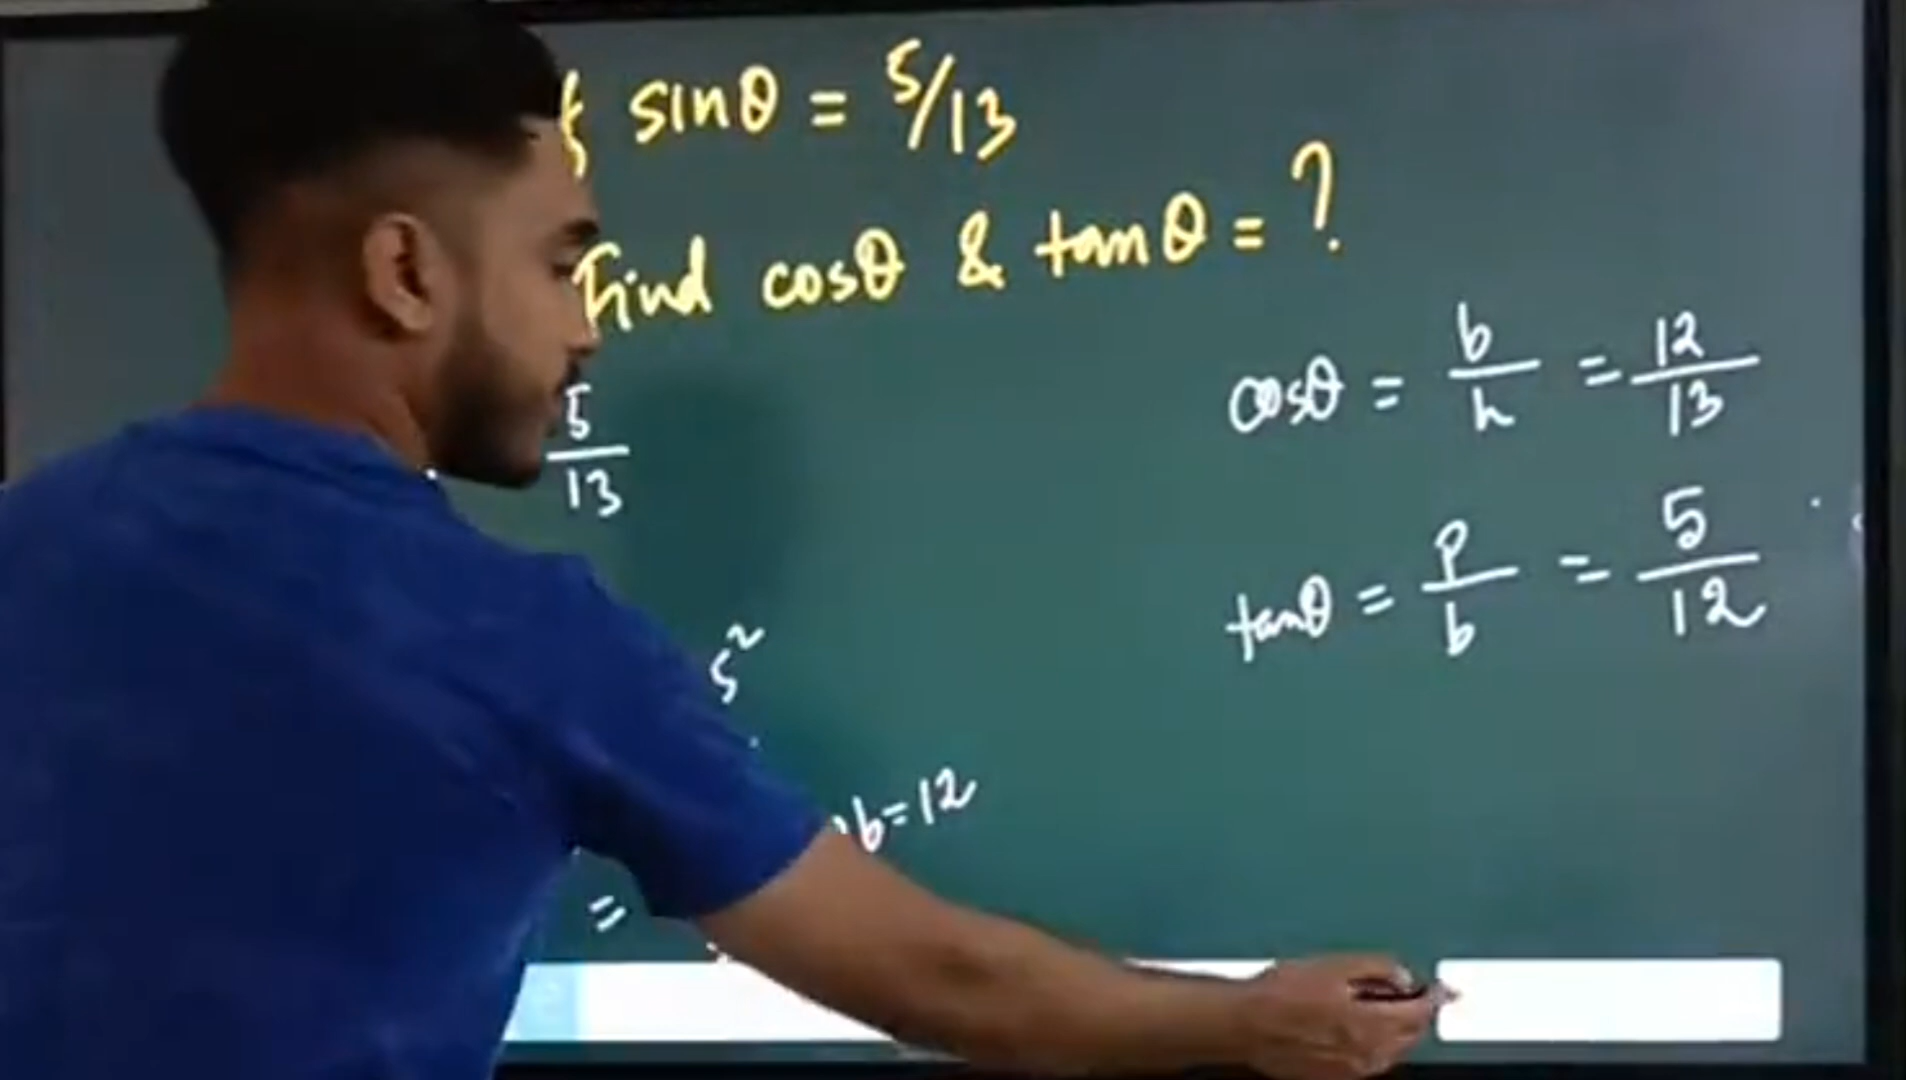 sinθ = 5/13
Find cosθ & tanθ = ?
5/13
cosθ = b/h = 12/13
tanθ = p/b = 5/12
5²
b=12
=